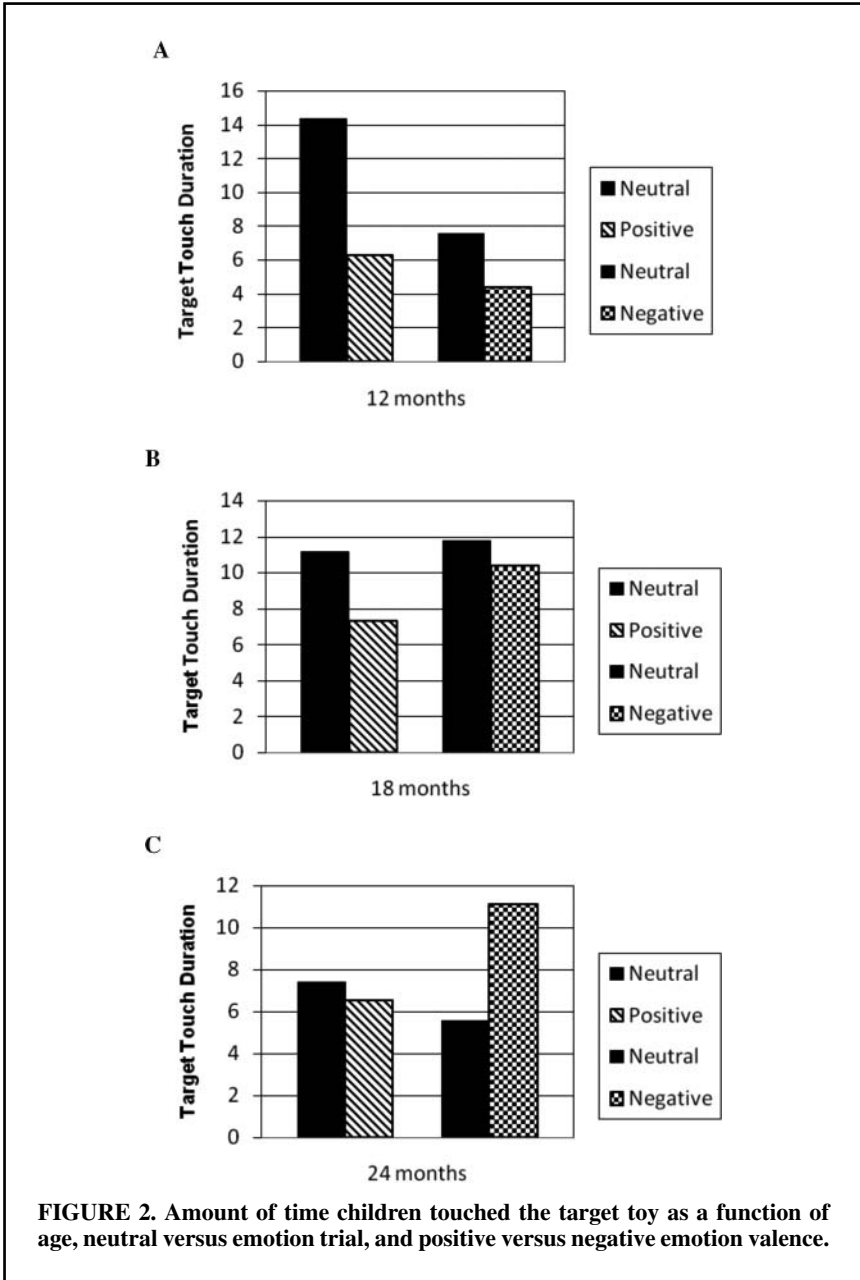 A
Target Touch Duration
16
14
12
10
8
6
4
2
0
12 months
Neutral
Positive
Neutral
Negative
B
Target Touch Duration
14
12
10
8
6
4
2
0
18 months
Neutral
Positive
Neutral
Negative
C
Target Touch Duration
12
10
8
6
4
2
0
24 months
Neutral
Positive
Neutral
Negative
FIGURE 2. Amount of time children touched the target toy as a function of
age, neutral versus emotion trial, and positive versus negative emotion valence.